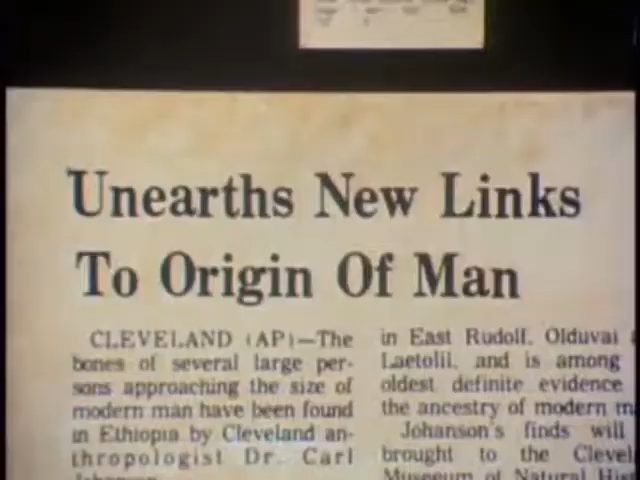 Unearths New Links
To Origin Of Man
CLEVELAND (AP)—The
bones of several large per-
sons approaching the size of
modern man have been found
in Ethiopia by Cleveland an-
thropologist Dr. Carl
in East Rudolf, Olduvai
Laetolil, and is among
oldest definite evidence
the ancestry of modern
Johanson's finds will
brought to the
Museum of Natural